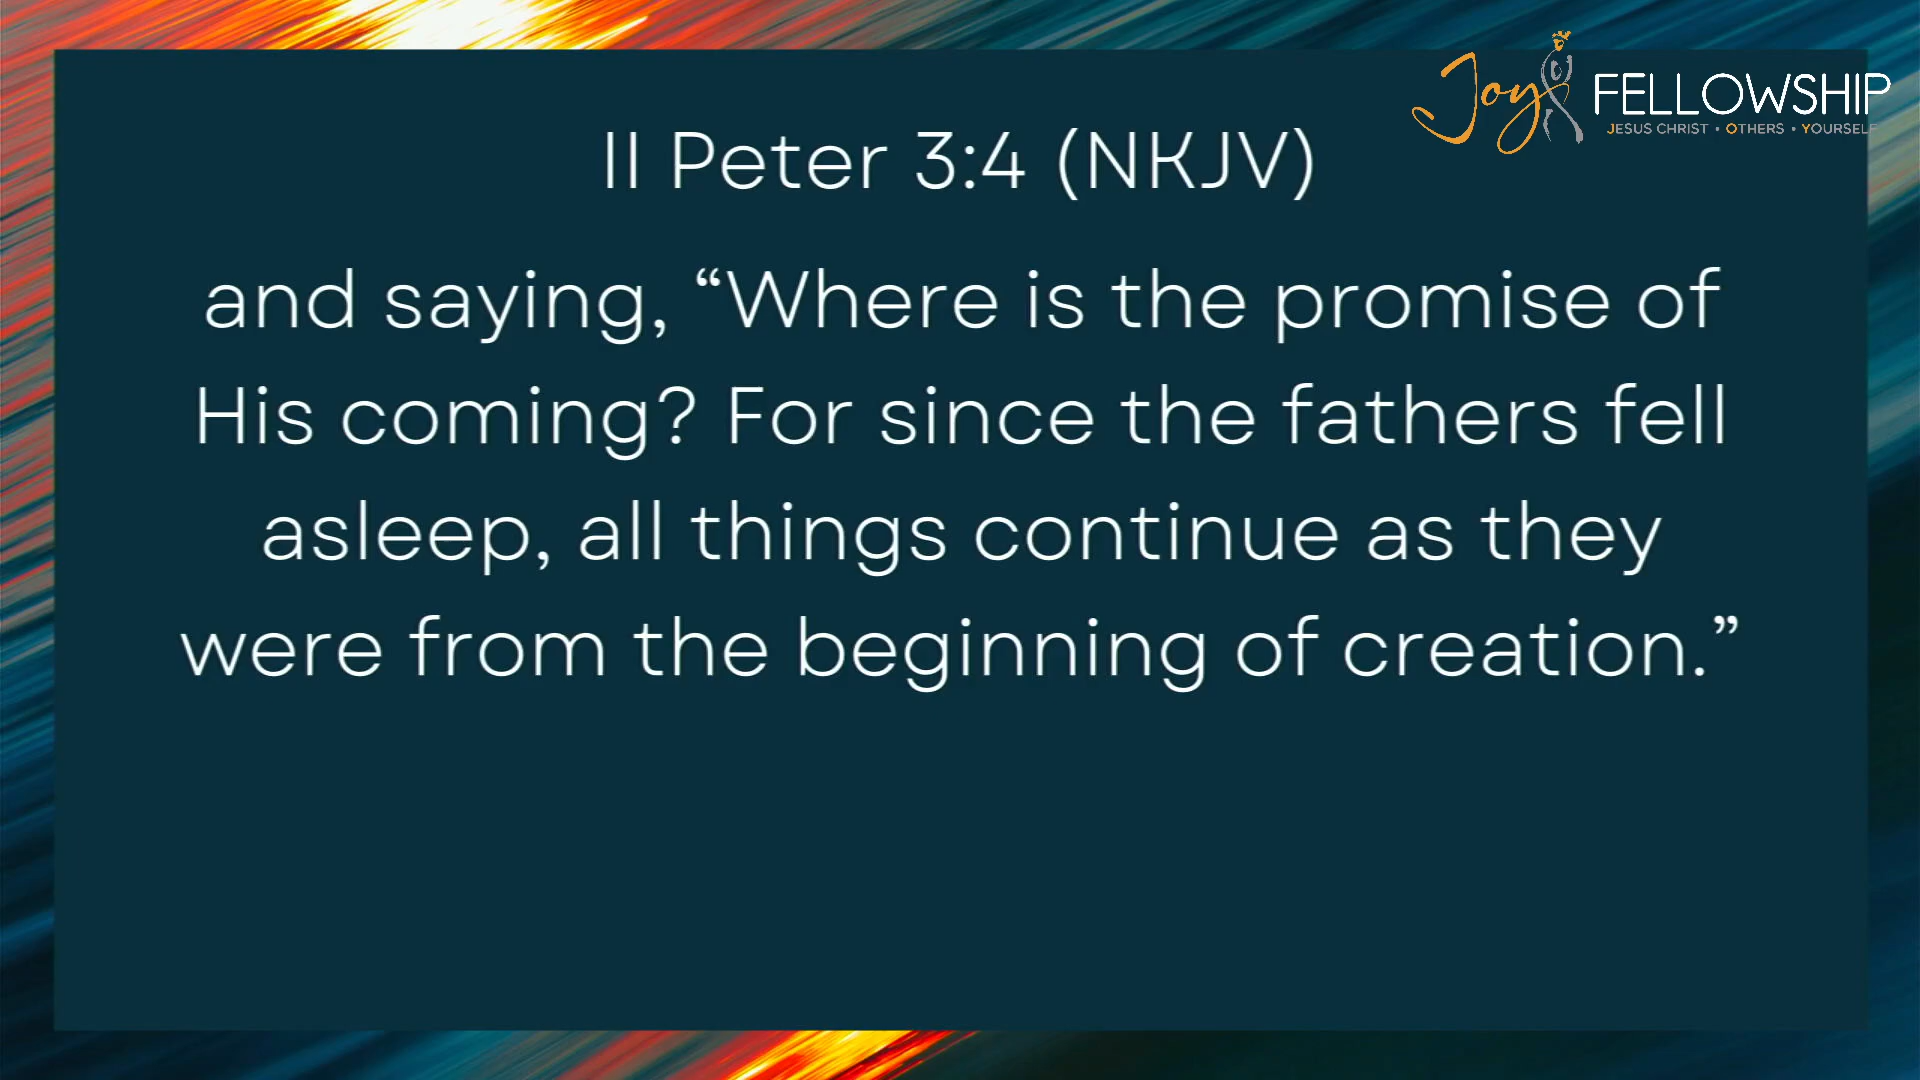 Joy FELLOWSHIP
JESUS CHRIST • OTHERS • YOURSELF
II Peter 3:4 (NKJV)
and saying, “Where is the promise of
His coming? For since the fathers fell
asleep, all things continue as they
were from the beginning of creation.”